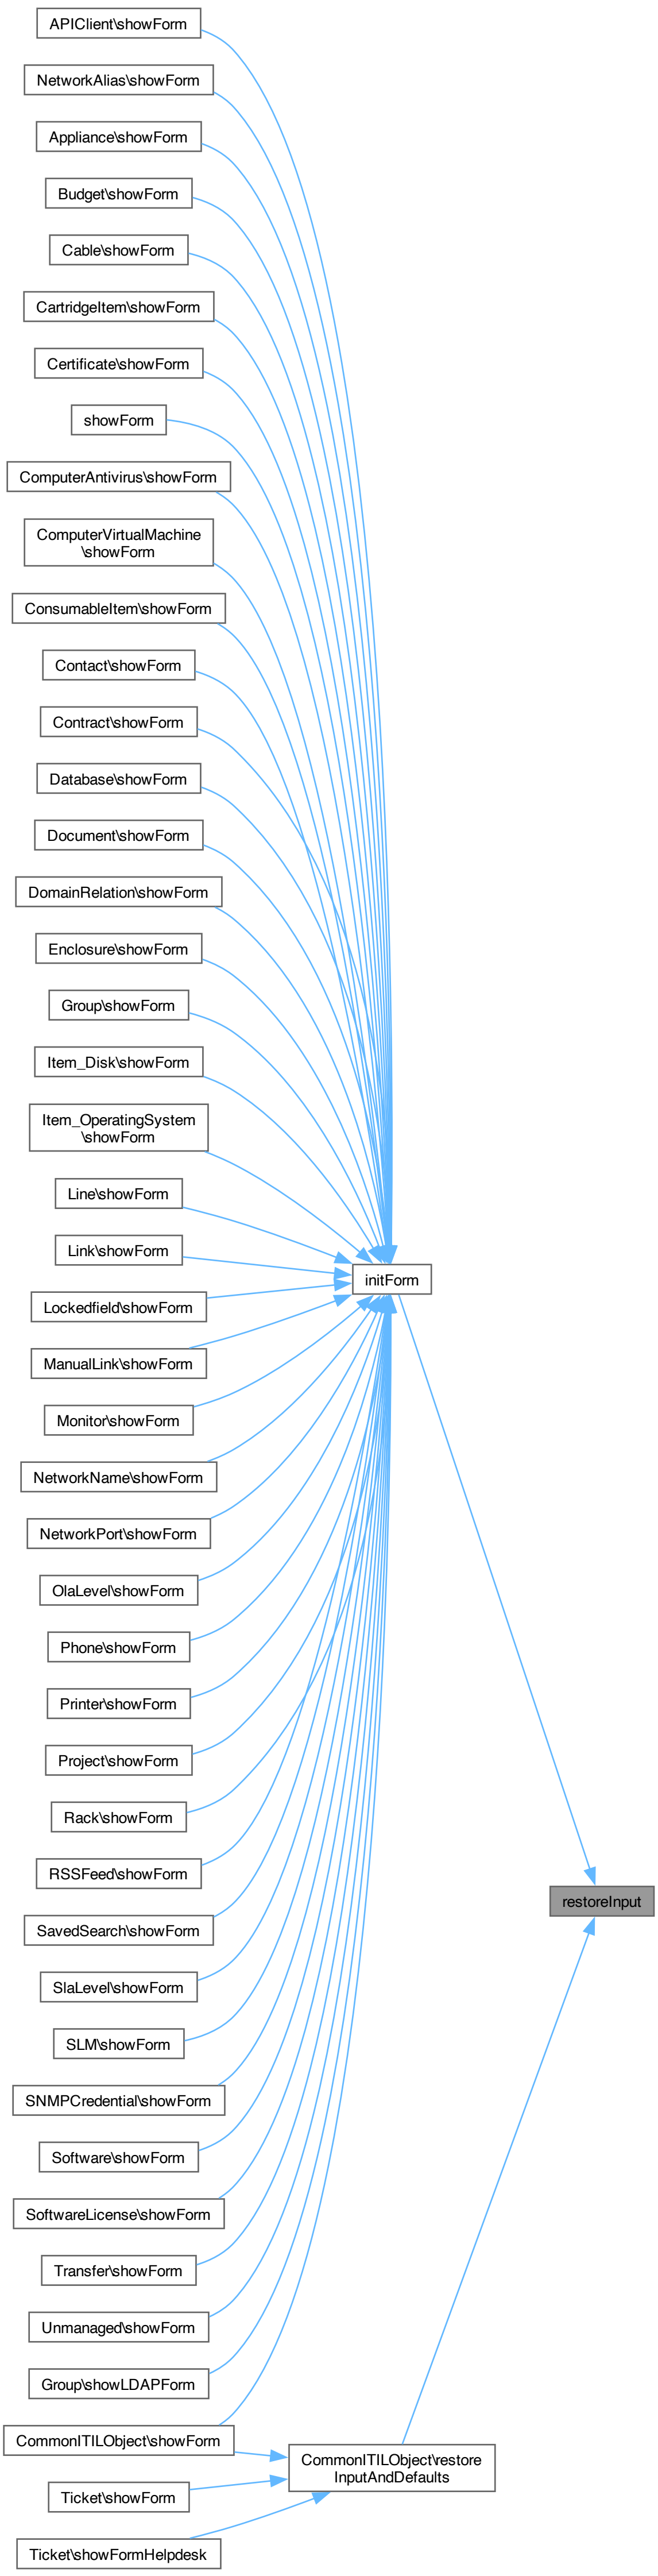 APIClient\showForm
NetworkAlias\showForm
Appliance\showForm
Budget\showForm
Cable\showForm
CartridgeItem\showForm
Certificate\showForm
showForm
ComputerAntivirus\showForm
ComputerVirtualMachine
\showForm
ConsumableItem\showForm
Contact\showForm
Contract\showForm
Database\showForm
Document\showForm
DomainRelation\showForm
Enclosure\showForm
Group\showForm
Item_Disk\showForm
Item_OperatingSystem
\showForm
Line\showForm
Link\showForm
Lockedfield\showForm
ManualLink\showForm
Monitor\showForm
NetworkName\showForm
NetworkPort\showForm
OlaLevel\showForm
Phone\showForm
Printer\showForm
Project\showForm
Rack\showForm
RSSFeed\showForm
SavedSearch\showForm
SlaLevel\showForm
SLM\showForm
SNMPCredential\showForm
Software\showForm
SoftwareLicense\showForm
Transfer\showForm
Unmanaged\showForm
Group\showLDAPForm
CommonITILObject\showForm
Ticket\showForm
Ticket\showFormHelpdesk
initForm
CommonITILObject\restore
InputAndDefaults
restoreInput